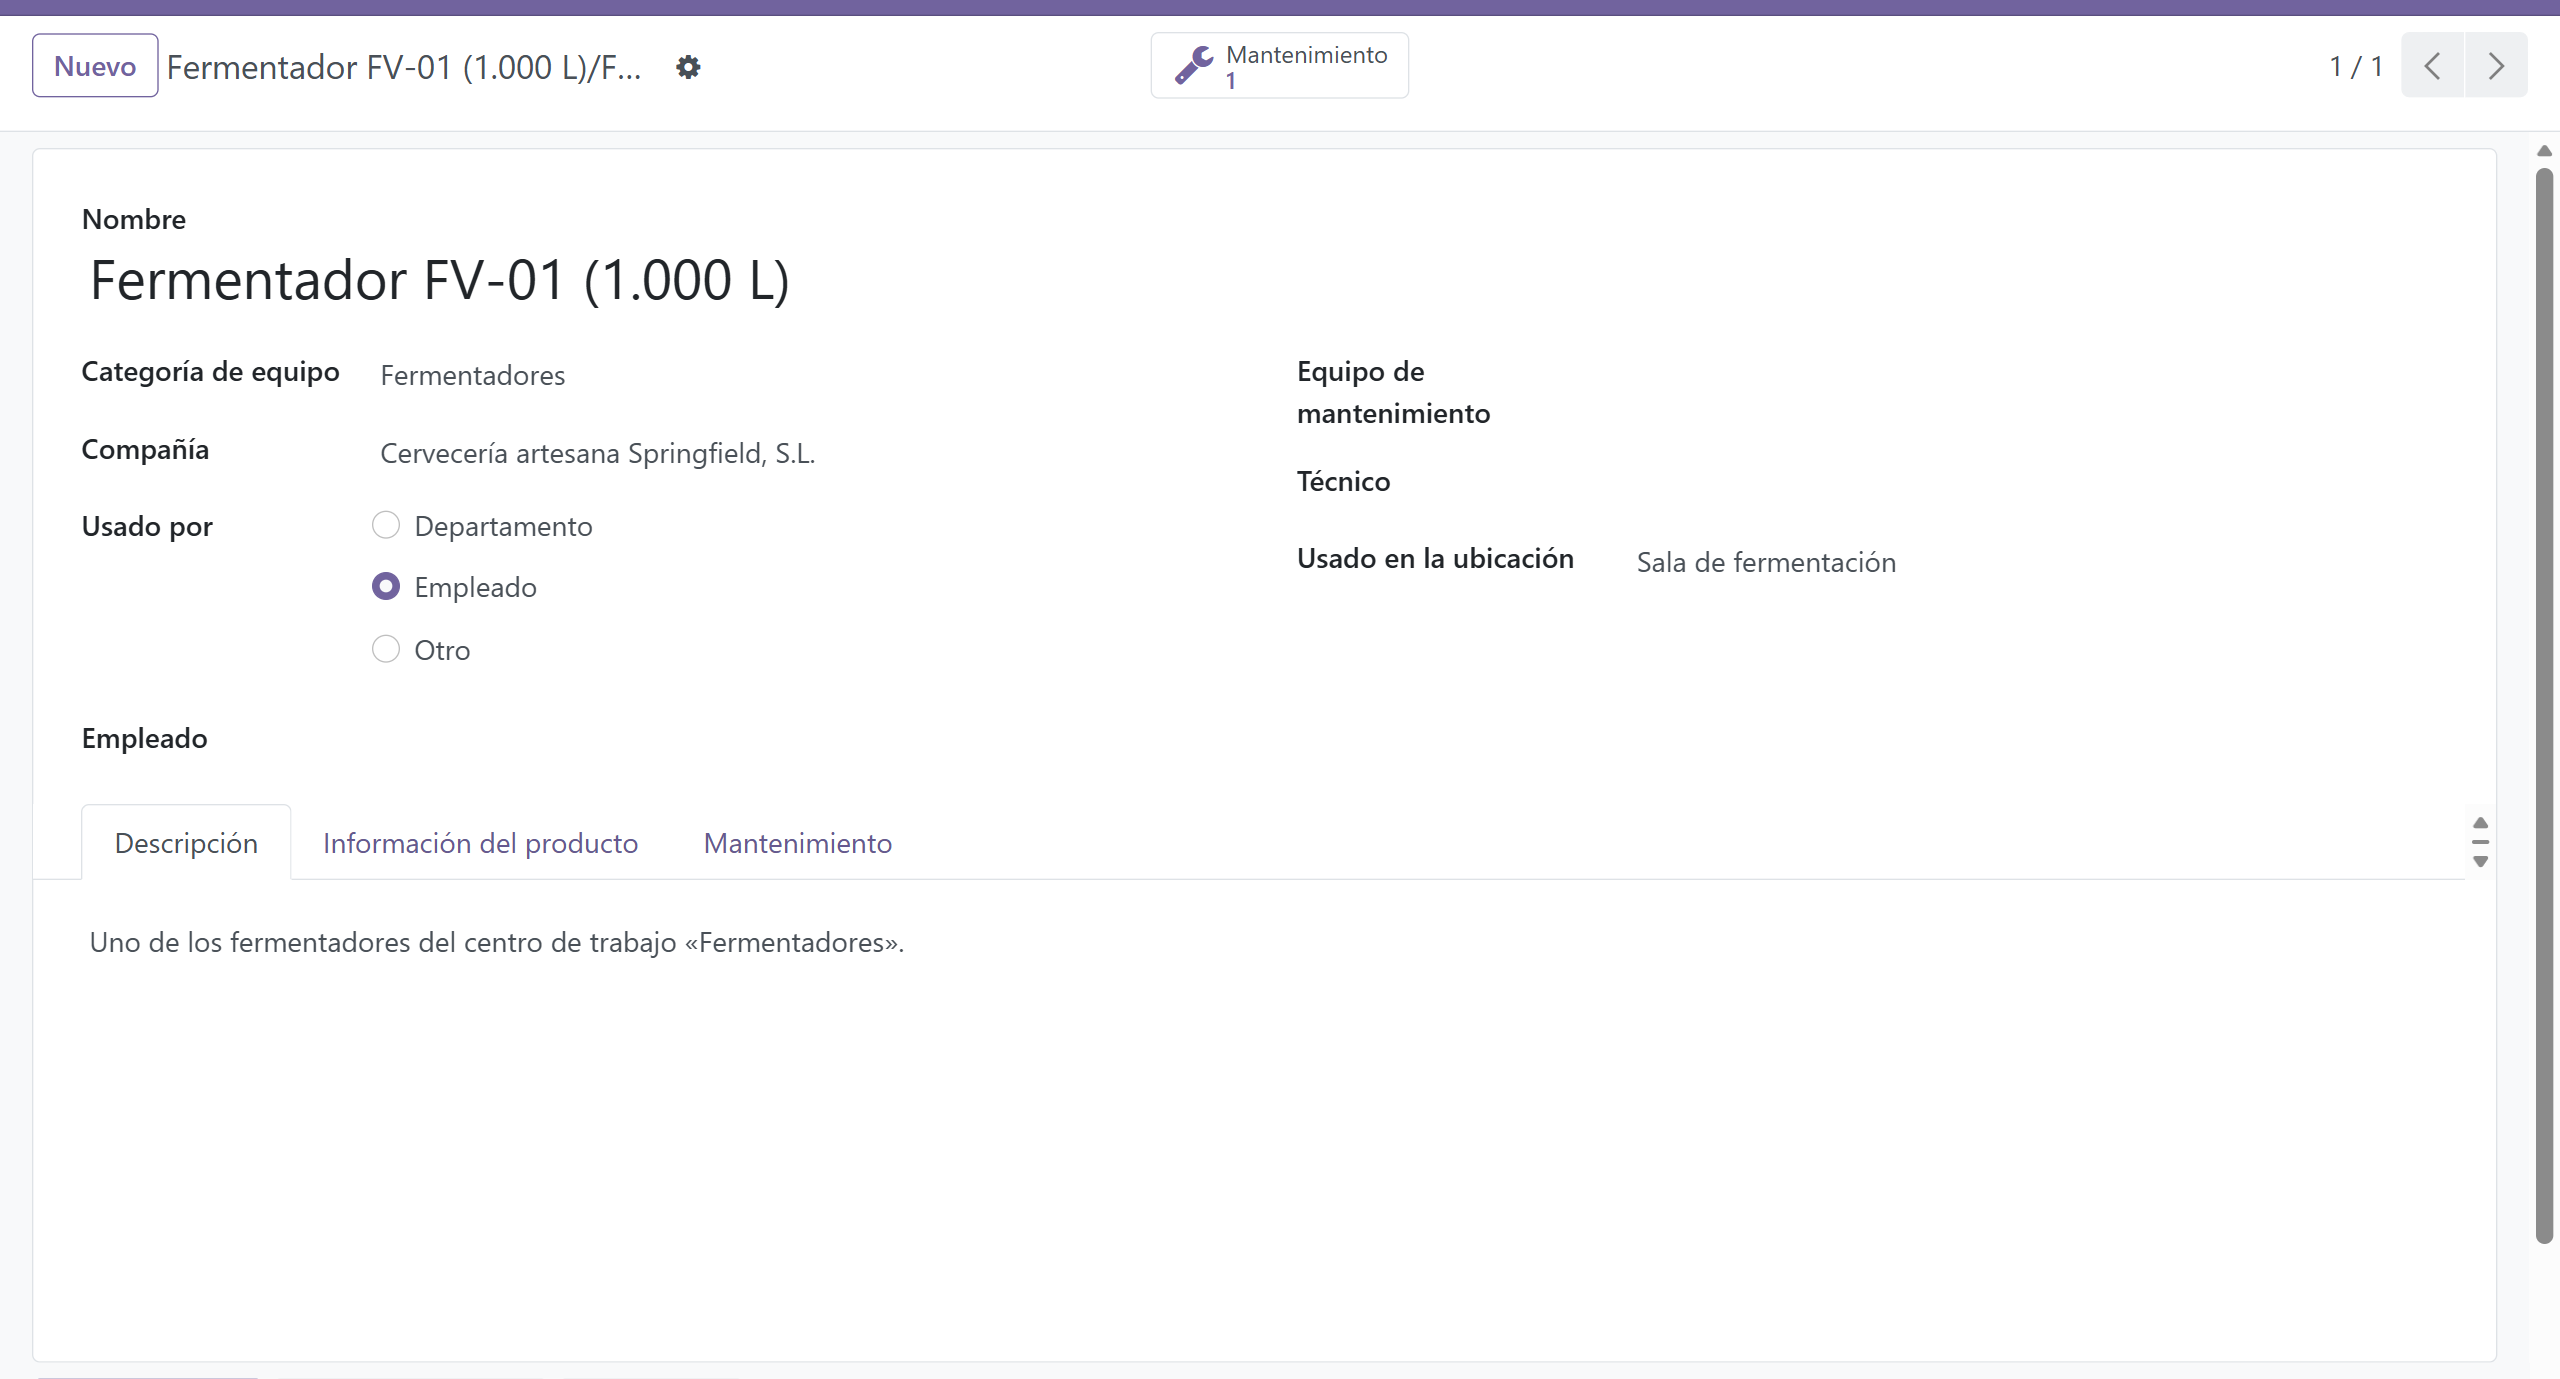 Nuevo Fermentador FV-01 (1.000 L)/F...
Mantenimiento
1
1 / 1
Nombre
Fermentador FV-01 (1.000 L)
Categoría de equipo Fermentadores
Compañía Cervecería artesana Springfield, S.L.
Usado por
Departamento
Empleado
Otro
Empleado
Equipo de
mantenimiento
Técnico
Usado en la ubicación Sala de fermentación
Descripción Información del producto Mantenimiento
Uno de los fermentadores del centro de trabajo «Fermentadores».